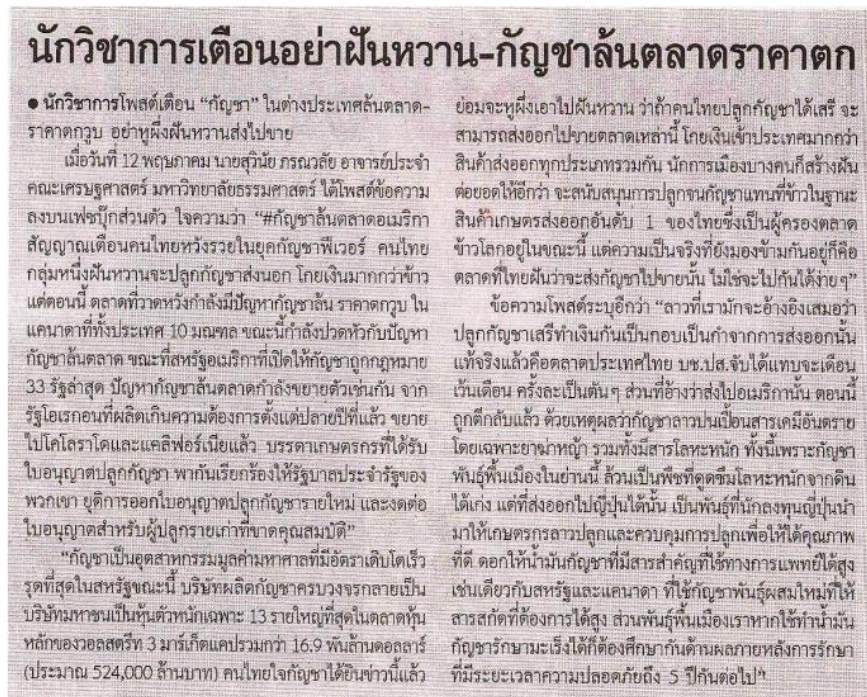 นักวิชาการเตือนอย่าฝันหวาน-กัญชาล้นตลาดราคาตก
● นักวิชาการโพสต์เตือน "กัญชา" ในต่างประเทศล้นตลาด-
ราคาตกวูบ อย่าหูผึ่งฝันหวานส่งไปขาย
เมื่อวันที่ 12 พฤษภาคม นายสุวินัย ภรณวลัย อาจารย์ประจำ
คณะเศรษฐศาสตร์ มหาวิทยาลัยธรรมศาสตร์ ได้โพสต์ข้อความ
ลงบนเฟซบุ๊กส่วนตัว ใจความว่า "#กัญชาล้นตลาดอเมริกา
สัญญาณเตือนคนไทยหวังรวยในยุคกัญชาฟีเวอร์ คนไทย
กลุ่มหนึ่งฝันหวานจะปลูกกัญชาส่งนอก โกยเงินมากกว่าข้าว
แต่ตอนนี้ ตลาดที่วาดหวังกำลังมีปัญหากัญชาล้น ราคาตกวูบ ใน
แคนาดาที่ทั้งประเทศ 10 มณฑล ขณะนี้กำลังปวดหัวกับปัญหา
กัญชาล้นตลาด ขณะที่สหรัฐอเมริกาที่เปิดให้กัญชาถูกกฎหมาย
33 รัฐล่าสุด ปัญหากัญชาล้นตลาดกำลังขยายตัวเช่นกัน จาก
รัฐโอเรกอนที่ผลิตเกินความต้องการตั้งแต่ปลายปีที่แล้ว ขยาย
ไปโคโลราโดและแคลิฟอร์เนียแล้ว บรรดาเกษตรกรที่ได้รับ
ใบอนุญาตปลูกกัญชา พากันเรียกร้องให้รัฐบาลประจำรัฐของ
พวกเขา ยุติการออกใบอนุญาตปลูกกัญชารายใหม่ และงดต่อ
ใบอนุญาตสำหรับผู้ปลูกรายเก่าที่ขาดคุณสมบัติ"
"กัญชาเป็นอุตสาหกรรมมูลค่ามหาศาลที่มีอัตราเติบโตเร็ว
รุดที่สุดในสหรัฐขณะนี้ บริษัทผลิตกัญชาครบวงจรกลายเป็น
บริษัทมหาชนเป็นหุ้นตัวหนักเฉพาะ 13 รายใหญ่ที่สุดในตลาดหุ้น
หลักของวอลสตรีท 3 มาร์เก็ตแคปรวมกว่า 16.9 พันล้านดอลลาร์
(ประมาณ 524,000 ล้านบาท) คนไทยใจกัญชาได้ยินข่าวนี้แล้ว
ย่อมจะหูผึ่งเอาไปฝันหวาน ว่าถ้าคนไทยปลูกกัญชาได้เสรี จะ
สามารถส่งออกไปขายตลาดเหล่านี้ โกยเงินเข้าประเทศมากกว่า
สินค้าส่งออกทุกประเภทรวมกัน นักการเมืองบางคนก็สร้างฝัน
ต่อยอดให้อีกว่า จะสนับสนุนการปลูกจนกัญชาแทนที่ข้าวในฐานะ
สินค้าเกษตรส่งออกอันดับ 1 ของไทยซึ่งเป็นผู้ครองตลาด
ข้าวโลกอยู่ในขณะนี้ แต่ความเป็นจริงที่ยังมองข้ามกันอยู่ก็คือ
ตลาดที่ไทยฝันว่าจะส่งกัญชาไปขายนั้น ไม่ใช่จะไปกันได้ง่ายๆ"
ข้อความโพสต์ระบุอีกว่า "ลาวที่เรามักจะอ้างอิงเสมอว่า
ปลูกกัญชาเสรีทำเงินกันเป็นกอบเป็นกำจากการส่งออกนั้น
แท้จริงแล้วคือตลาดประเทศไทย บช.ปส.จับได้แทบจะเดือน
เว้นเดือน ครั้งละเป็นตันๆ ส่วนที่อ้างว่าส่งไปอเมริกานั้น ตอนนี้
ถูกตีกลับแล้ว ด้วยเหตุผลว่ากัญชาลาวปนเปื้อนสารเคมีอันตราย
โดยเฉพาะยาฆ่าหญ้า รวมทั้งมีสารโลหะหนัก ทั้งนี้เพราะกัญชา
พันธุ์พื้นเมืองในย่านนี้ ล้วนเป็นพืชที่ดูดซึมโลหะหนักจากดิน
ได้เก่ง แต่ที่ส่งออกไปญี่ปุ่นได้นั้น เป็นพันธุ์ที่นักลงทุนญี่ปุ่นนำ
มาให้เกษตรกรลาวปลูกและควบคุมการปลูกเพื่อให้ได้คุณภาพ
ที่ดี ดอกให้น้ำมันกัญชาที่มีสารสำคัญที่ใช้ทางการแพทย์ได้สูง
เช่นเดียวกับสหรัฐและแคนาดา ที่ใช้กัญชาพันธุ์ผสมใหม่ที่ให้
สารสกัดที่ต้องการได้สูง ส่วนพันธุ์พื้นเมืองเราหากใช้ทำน้ำมัน
กัญชารักษามะเร็งได้ก็ต้องศึกษากันด้านผลภายหลังการรักษา
ที่มีระยะเวลาความปลอดภัยถึง 5 ปีกันต่อไป"